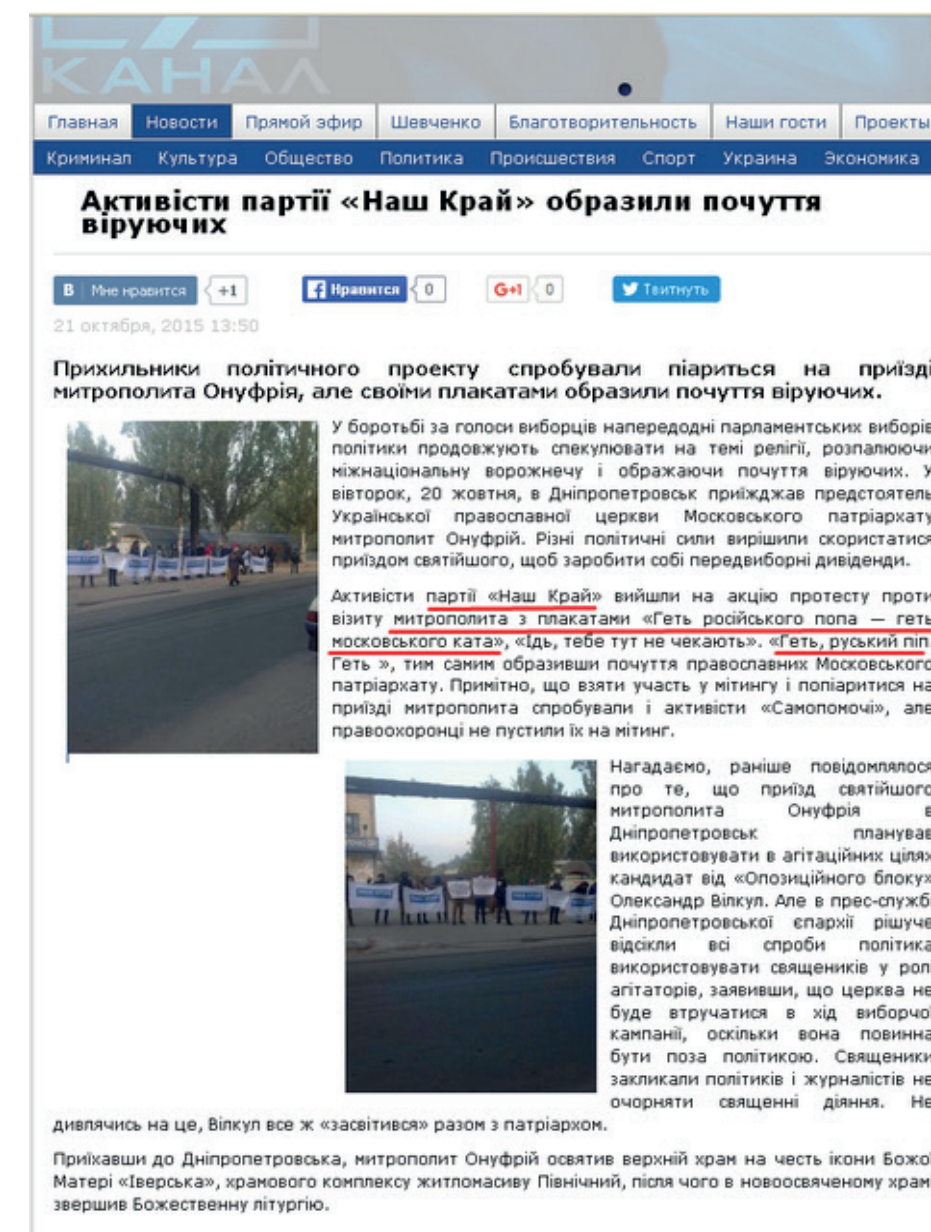 КАНАЛ
Главная Новости Прямой эфир Шевченко Благотворительность Наши гости Проекты
Криминал Культура Общество Политика Происшествия Спорт Украина Экономика
Активісти партії «Наш Край» образили почуття
віруючих
В Мне нравится +1 Нравится 0 G+1 0 Твитнуть
21 октября, 2015 13:50
Прихильники політичного проекту спробували піариться на приїзді
митрополита Онуфрія, але своїми плакатами образили почуття віруючих.
У боротьбі за голоси виборців напередодні парламентських виборів
політики продовжують спекулювати на темі релігії, розпалюючи
міжнаціональну ворожнечу і ображаючи почуття віруючих. У
вівторок, 20 жовтня, в Дніпропетровськ приїжджав предстоятель
Української православної церкви Московського патріархату
митрополит Онуфрій. Різні політичні сили вирішили скористатися
приїздом святійшого, щоб заробити собі передвиборні дивіденди.
Активісти партії «Наш Край» вийшли на акцію протесту проти
візиту митрополита з плакатами «Геть російського попа — геть
московського ката», «Їдь, тебе тут не чекають». «Геть, руський піп.
Геть », тим самим образивши почуття православних Московського
патріархату. Примітно, що взяти участь у мітингу і попіаритися на
приїзді митрополита спробували і активісти «Самопомочі», але
правоохоронці не пустили їх на мітинг.
Нагадаємо, раніше повідомлялося
про те, що приїзд святійшого
митрополита Онуфрія в
Дніпропетровськ планував
використовувати в агітаційних цілях
кандидат від «Опозиційного блоку»
Олександр Вілкул. Але в прес-службі
Дніпропетровської єпархії рішуче
відсікли всі спроби політика
використовувати священиків у ролі
агітаторів, заявивши, що церква не
буде втручатися в хід виборчої
кампанії, оскільки вона повинна
бути поза політикою. Священики
закликали політиків і журналістів не
очорняти священні діяння. Не
дивлячись на це, Вілкул все ж «засвітився» разом з патріархом.
Приїхавши до Дніпропетровська, митрополит Онуфрій освятив верхній храм на честь ікони Божої
Матері «Іверська», храмового комплексу житломасиву Північний, після чого в новоосвяченому храмі
звершив Божественну літургію.